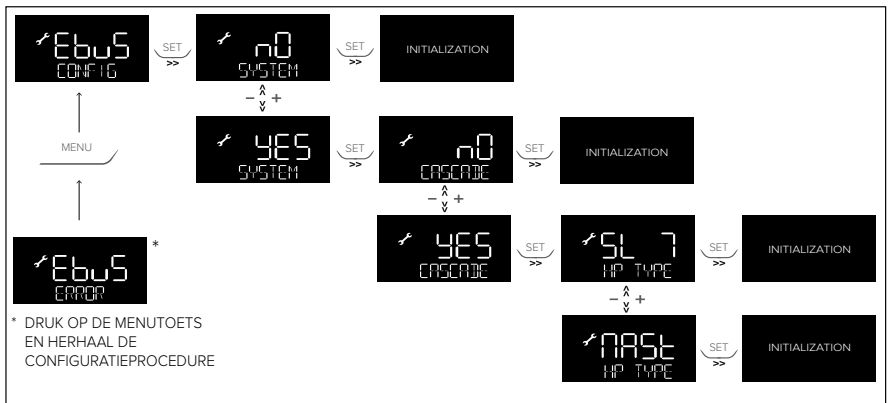 EbuS
CONFIG
SET
>>
nO
SYSTEM
SET
>>
INITIALIZATION
- +
MENU
YES
SYSTEM
SET
>>
nO
CASCADE
SET
>>
INITIALIZATION
- +
EbuS
ERROR
*
YES
CASCADE
SET
>>
SL 7
HP TYPE
SET
>>
INITIALIZATION
- +
* DRUK OP DE MENUTOETS
EN HERHAAL DE
CONFIGURATIEPROCEDURE
MASt
HP TYPE
SET
>>
INITIALIZATION